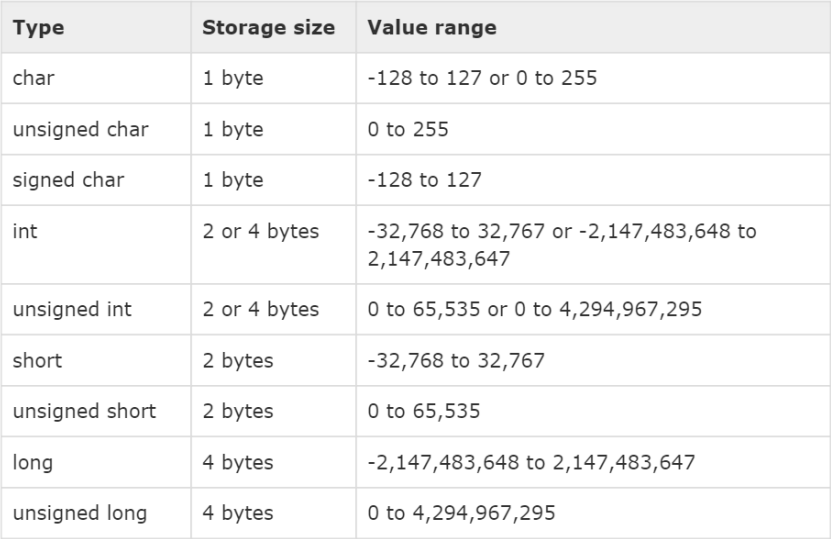 Type Storage size Value range
char 1 byte -128 to 127 or 0 to 255
unsigned char 1 byte 0 to 255
signed char 1 byte -128 to 127
int 2 or 4 bytes -32,768 to 32,767 or -2,147,483,648 to
2,147,483,647
unsigned int 2 or 4 bytes 0 to 65,535 or 0 to 4,294,967,295
short 2 bytes -32,768 to 32,767
unsigned short 2 bytes 0 to 65,535
long 4 bytes -2,147,483,648 to 2,147,483,647
unsigned long 4 bytes 0 to 4,294,967,295